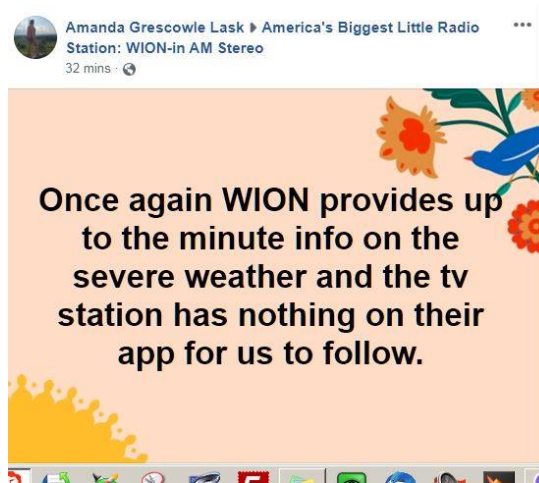 Amanda Grescowle Lask ▸ America's Biggest Little Radio
Station: WION-in AM Stereo
32 mins ·
Once again WION provides up
to the minute info on the
severe weather and the tv
station has nothing on their
app for us to follow.